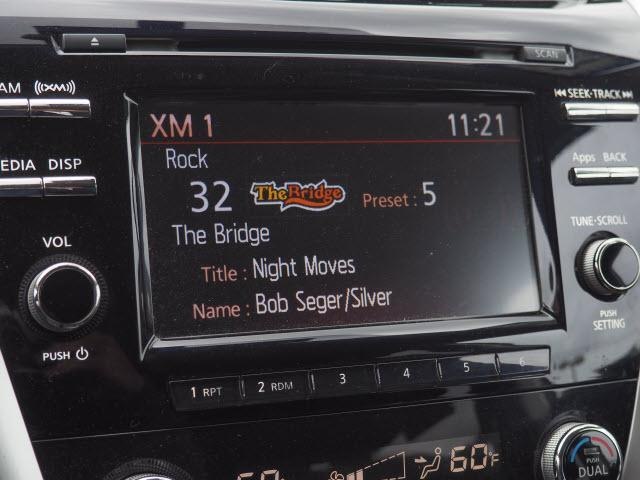 SCAN
AM ((XM))
SEEK·TRACK
XM 1 11:21
Rock
32 The Bridge Preset : 5
The Bridge
Title : Night Moves
Name : Bob Seger/Silver
EDIA DISP
Apps BACK
VOL
PUSH
TUNE·SCROLL
PUSH
SETTING
1 RPT 2 RDM 3 4 5 6
60°F
PUSH
DUAL